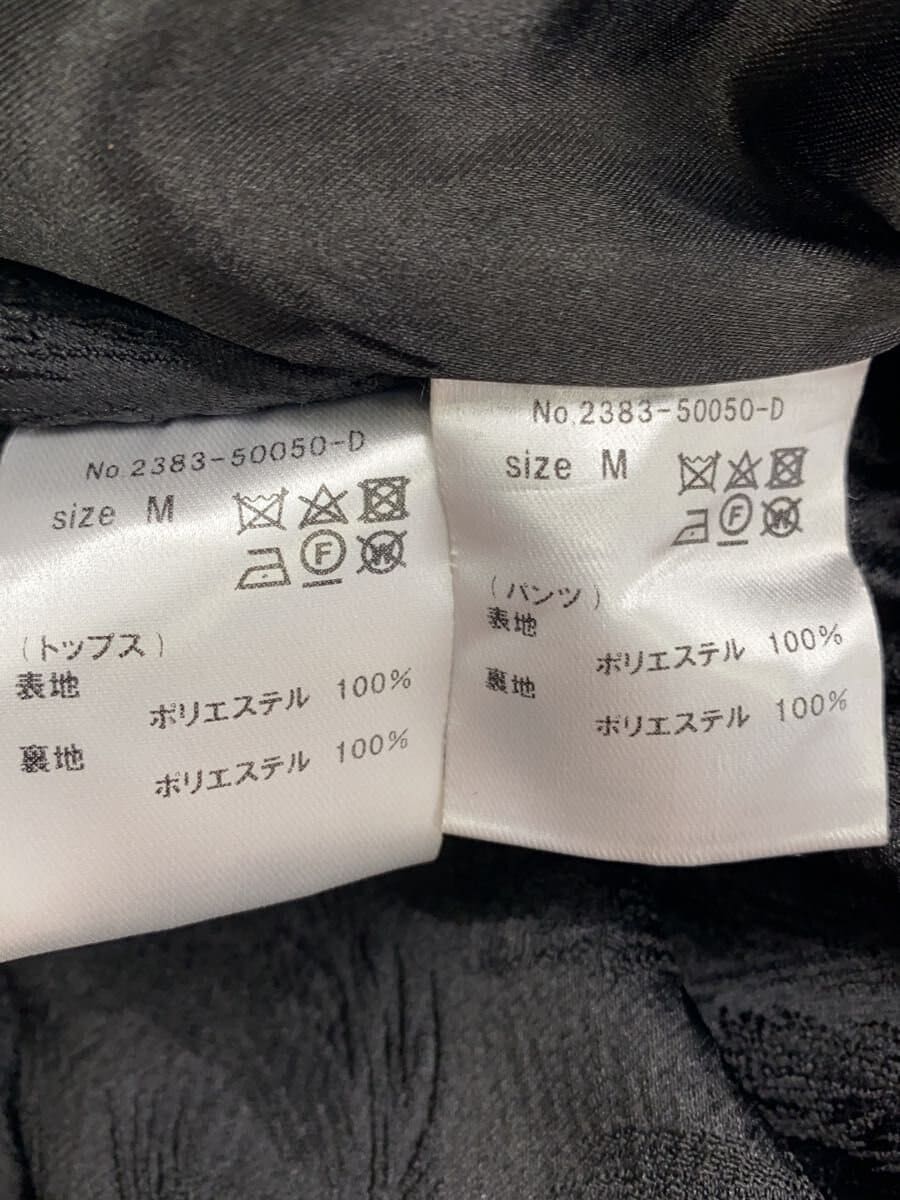 No.2383-50050-D
size M
F
W
(トップス)
表地
ポリエステル 100%
裏地
ポリエステル 100%
No.2383-50050-D
size M
F
W
(パンツ)
表地
ポリエステル 100%
裏地
ポリエステル 100%